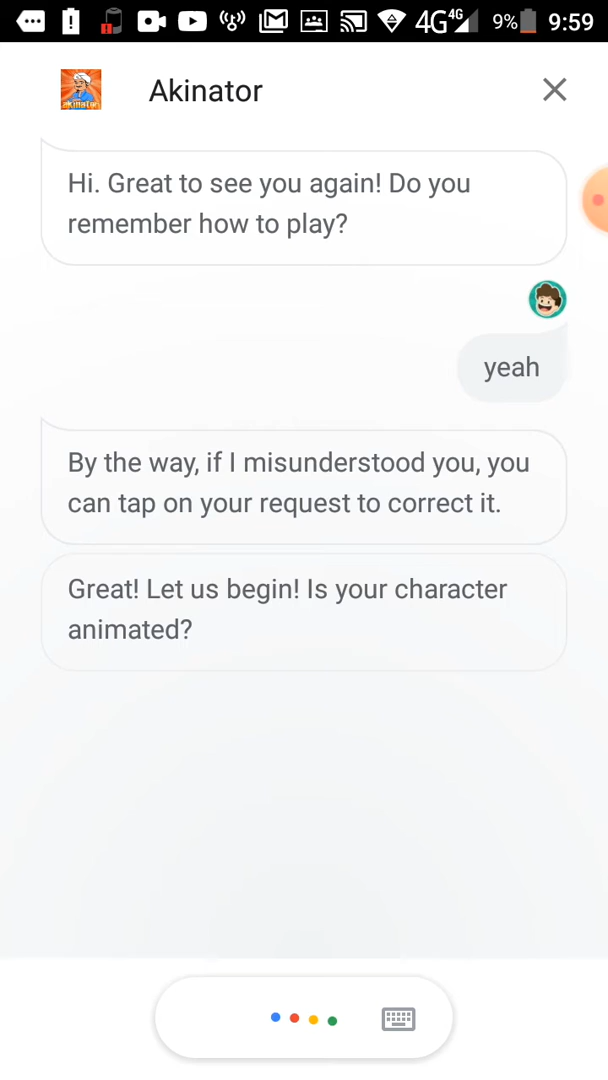 4G 4G 9% 9:59
akinator
Akinator
Hi. Great to see you again! Do you
remember how to play?
yeah
By the way, if I misunderstood you, you
can tap on your request to correct it.
Great! Let us begin! Is your character
animated?